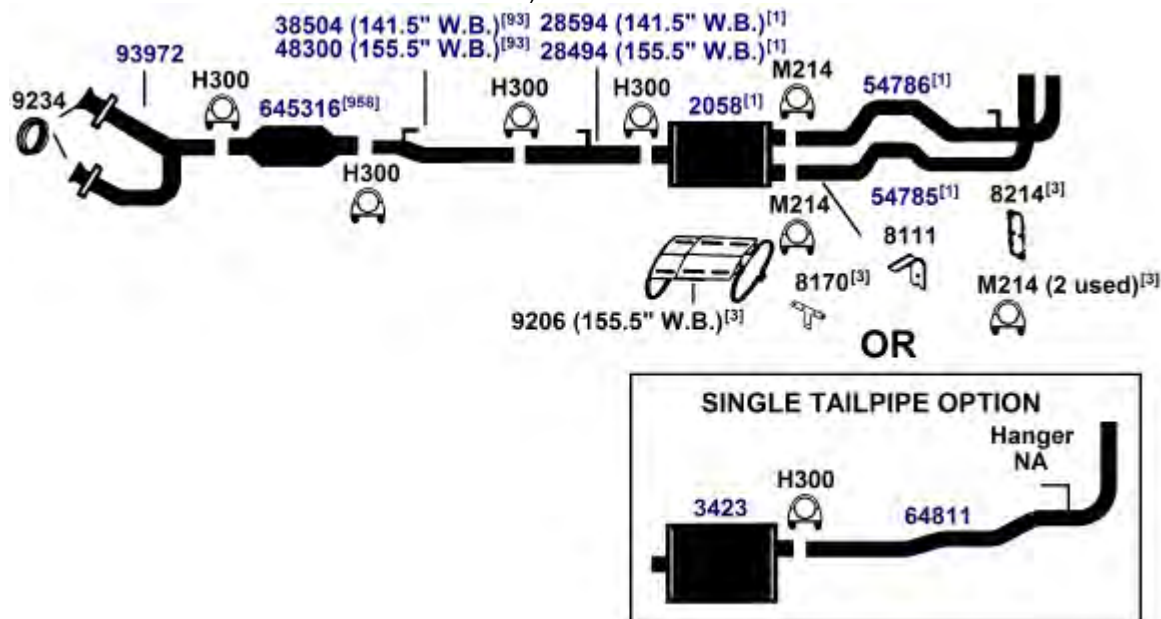 38504 (141.5" W.B.)[93] 28594 (141.5" W.B.)[1]
48300 (155.5" W.B.)[93] 28494 (155.5" W.B.)[1]
93972
9234
H300
645316[958]
H300
H300
H300
2058[1]
M214
54786[1]
M214
54785[1]
8214[3]
8111
8170[3]
M214 (2 used)[3]
9206 (155.5" W.B.)[3]
OR
SINGLE TAILPIPE OPTION
Hanger
NA
H300
3423
64811